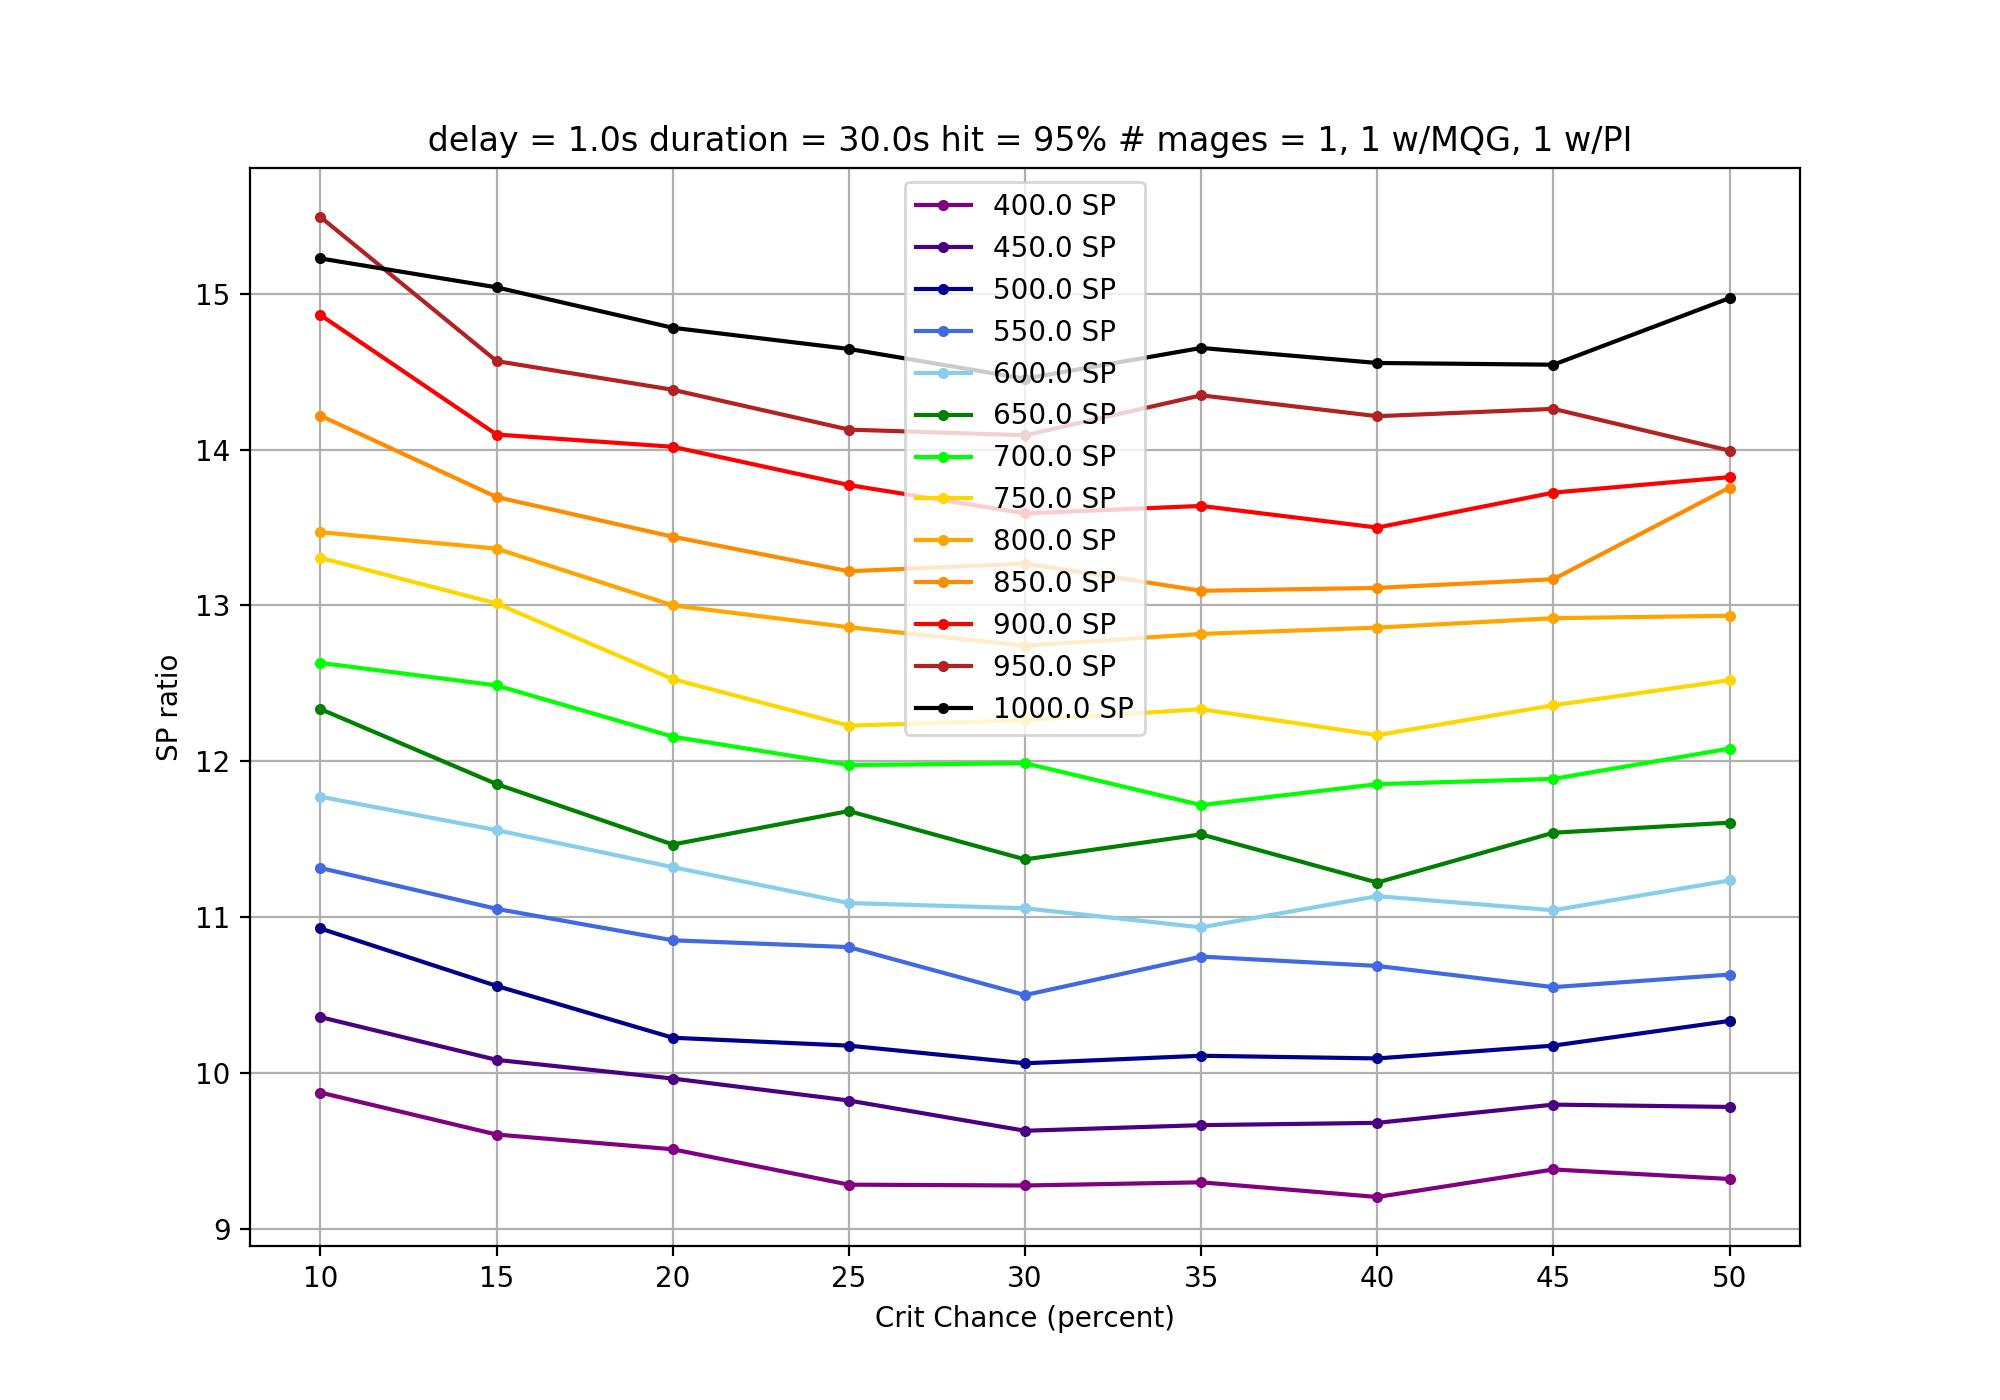 delay = 1.0s duration = 30.0s hit = 95% # mages = 1, 1 w/MQG, 1 w/PI
400.0 SP
450.0 SP
500.0 SP
550.0 SP
600.0 SP
650.0 SP
700.0 SP
750.0 SP
800.0 SP
850.0 SP
900.0 SP
950.0 SP
1000.0 SP
SP ratio
15
14
13
12
11
10
9
10 15 20 25 30 35 40 45 50
Crit Chance (percent)